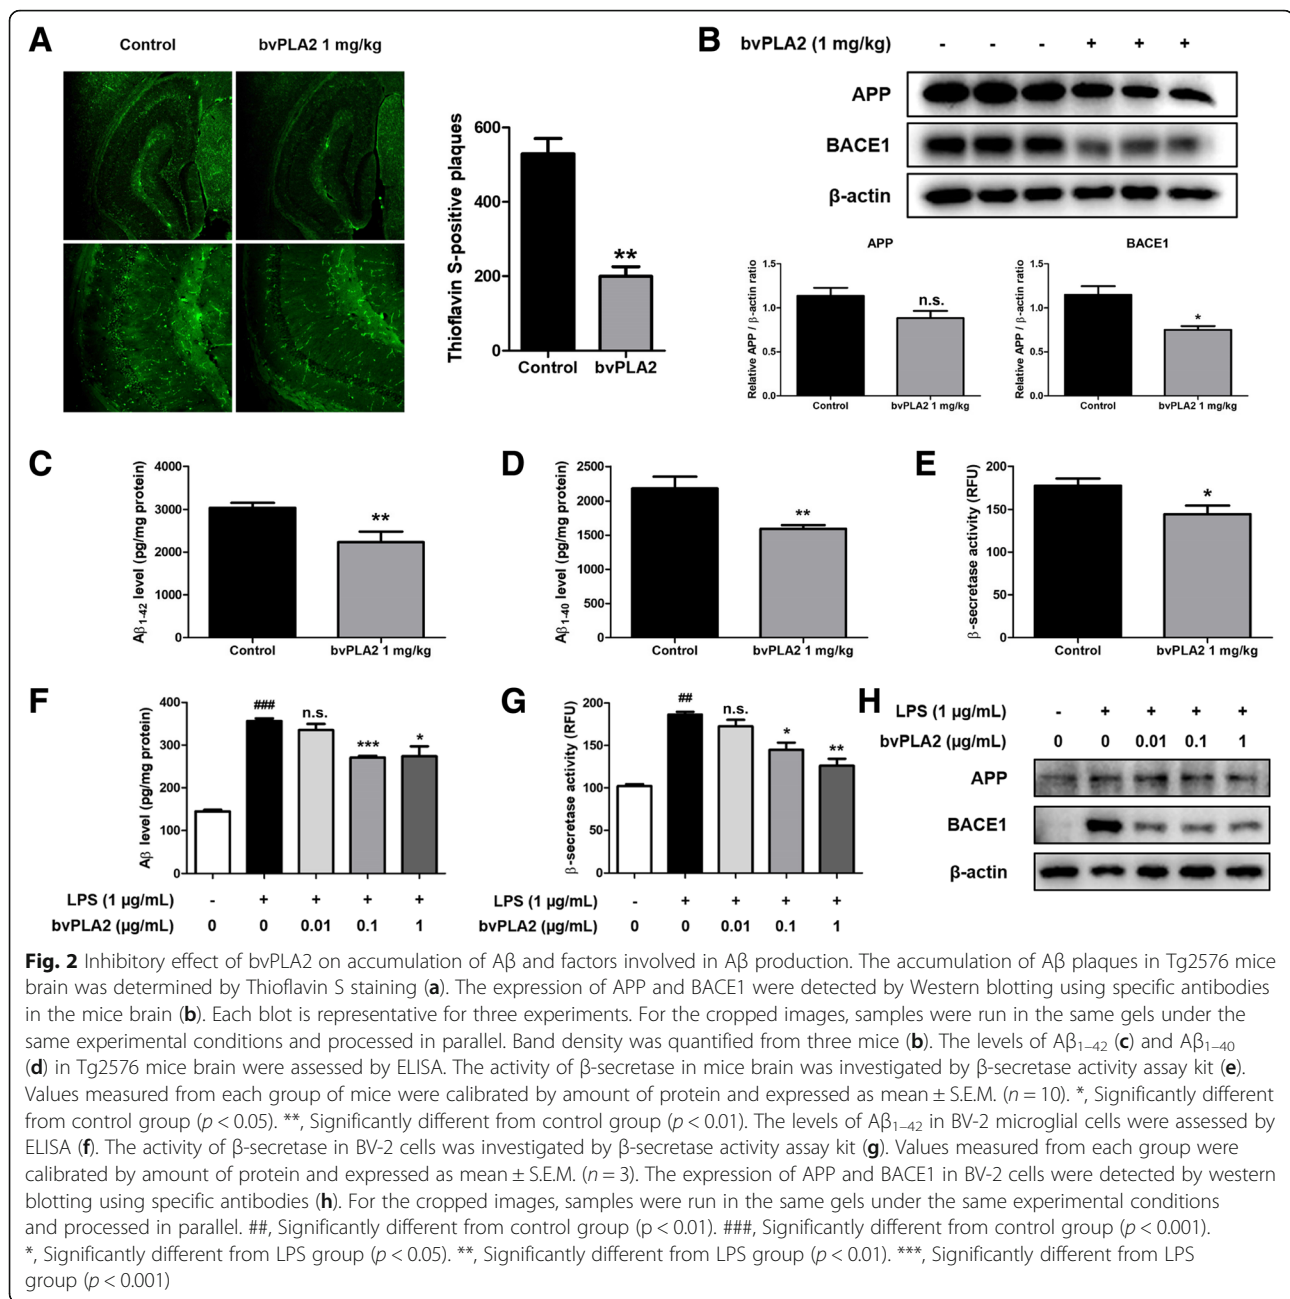 A
Control
bvPLA2 1 mg/kg
Thioflavin S-positive plaques
600
400
200
0
**
Control
bvPLA2
B
bvPLA2 (1 mg/kg)
- - - + + +
APP
BACE1
β-actin
APP
Relative APP / β-actin ratio
1.5
1.0
0.5
0.0
n.s.
Control
bvPLA2 1 mg/kg
BACE1
Relative APP / β-actin ratio
1.5
1.0
0.5
0.0
*
Control
bvPLA2 1 mg/kg
C
Aβ1-42 level (pg/mg protein)
4000
3000
2000
1000
0
**
Control
bvPLA2 1 mg/kg
D
Aβ1-40 level (pg/mg protein)
2500
2000
1500
1000
500
0
**
Control
bvPLA2 1 mg/kg
E
β-secretase activity (RFU)
200
150
100
50
0
*
Control
bvPLA2 1 mg/kg
F
Aβ level (pg/mg protein)
400
300
200
100
0
###
n.s.
***
*
LPS (1 μg/mL) - + + + +
bvPLA2 (μg/mL) 0 0 0.01 0.1 1
G
β-secretase activity (RFU)
200
150
100
50
0
##
n.s.
*
**
LPS (1 μg/mL) - + + + +
bvPLA2 (μg/mL) 0 0 0.01 0.1 1
H
LPS (1 μg/mL) - + + + +
bvPLA2 (μg/mL) 0 0 0.01 0.1 1
APP
BACE1
β-actin
Fig. 2 Inhibitory effect of bvPLA2 on accumulation of Aβ and factors involved in Aβ production. The accumulation of Aβ plaques in Tg2576 mice
brain was determined by Thioflavin S staining (a). The expression of APP and BACE1 were detected by Western blotting using specific antibodies
in the mice brain (b). Each blot is representative for three experiments. For the cropped images, samples were run in the same gels under the
same experimental conditions and processed in parallel. Band density was quantified from three mice (b). The levels of Aβ1–42 (c) and Aβ1–40
(d) in Tg2576 mice brain were assessed by ELISA. The activity of β-secretase in mice brain was investigated by β-secretase activity assay kit (e).
Values measured from each group of mice were calibrated by amount of protein and expressed as mean ± S.E.M. (n = 10). *, Significantly different
from control group (p < 0.05). **, Significantly different from control group (p < 0.01). The levels of Aβ1–42 in BV-2 microglial cells were assessed by
ELISA (f). The activity of β-secretase in BV-2 cells was investigated by β-secretase activity assay kit (g). Values measured from each group were
calibrated by amount of protein and expressed as mean ± S.E.M. (n = 3). The expression of APP and BACE1 in BV-2 cells were detected by western
blotting using specific antibodies (h). For the cropped images, samples were run in the same gels under the same experimental conditions
and processed in parallel. ##, Significantly different from control group (p < 0.01). ###, Significantly different from control group (p < 0.001).
*, Significantly different from LPS group (p < 0.05). **, Significantly different from LPS group (p < 0.01). ***, Significantly different from LPS
group (p < 0.001)